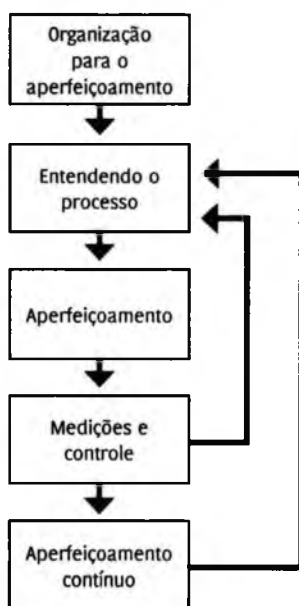 Organização
para o
aperfeiçoamento
Entendendo o
processo
Aperfeiçoamento
Medições e
controle
Aperfeiçoamento
contínuo